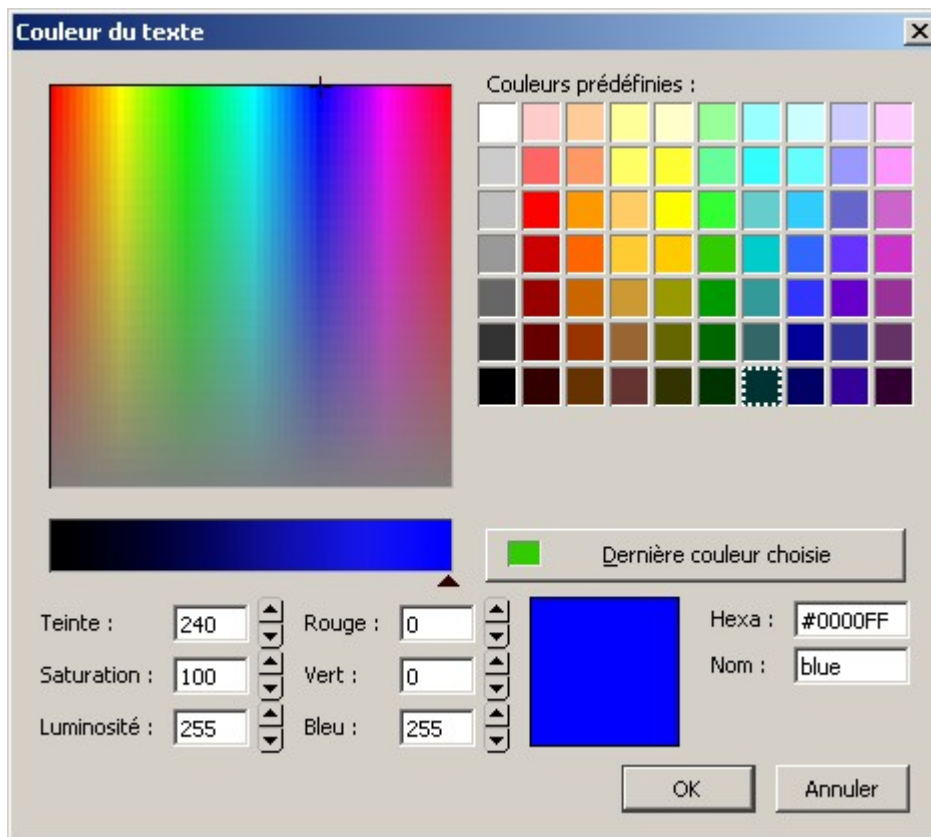 Couleur du texte
Couleurs prédéfinies :
Dernière couleur choisie
Teinte : 240 Rouge : 0 Hexa : #0000FF
Saturation : 100 Vert : 0 Nom : blue
Luminosité : 255 Bleu : 255
OK Annuler